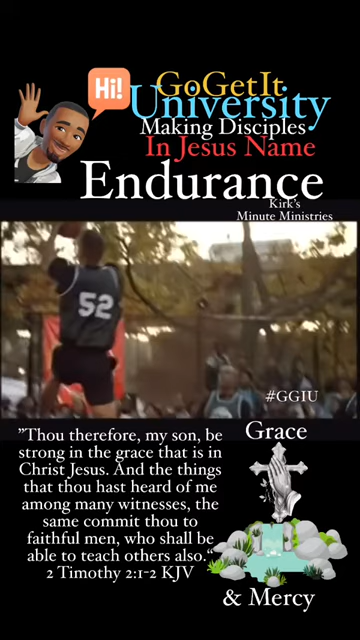 Hi!
GoGetIt
University
Making Disciples
In Jesus Name
Endurance
Kirk's
Minute Ministries
52
#GGIU
"Thou therefore, my son, be
strong in the grace that is in
Christ Jesus. And the things
that thou hast heard of me
among many witnesses, the
same commit thou to
faithful men, who shall be
able to teach others also."
2 Timothy 2:1-2 KJV
Grace
& Mercy